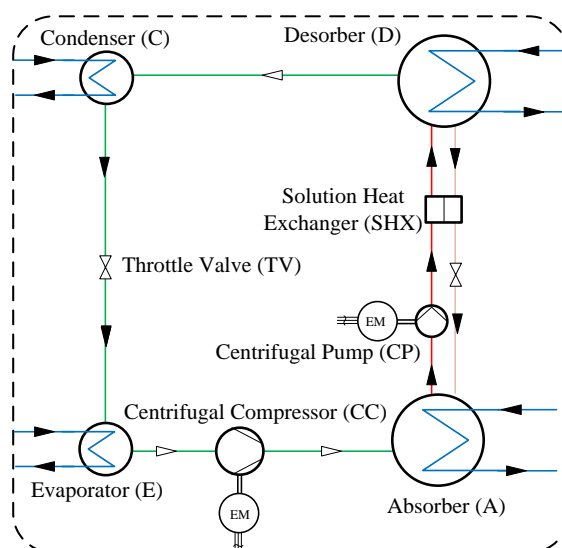 Condenser (C)
Desorber (D)
Solution Heat
Exchanger (SHX)
Throttle Valve (TV)
EM
Centrifugal Pump (CP)
Centrifugal Compressor (CC)
Evaporator (E)
Absorber (A)
EM